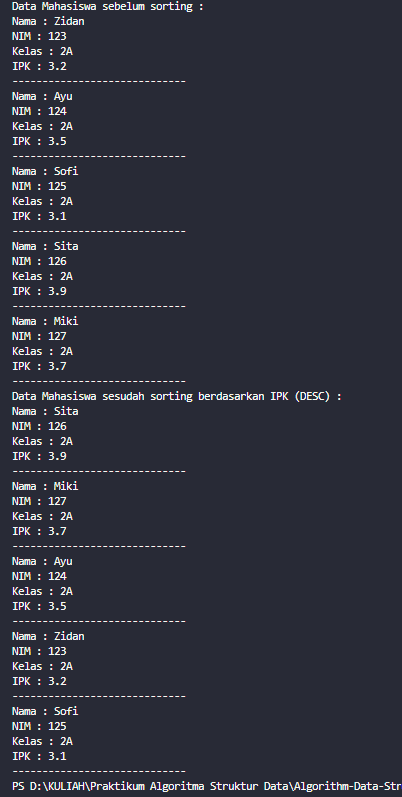 Data Mahasiswa sebelum sorting :
Nama : Zidan
NIM : 123
Kelas : 2A
IPK : 3.2
-----------------------------
Nama : Ayu
NIM : 124
Kelas : 2A
IPK : 3.5
-----------------------------
Nama : Sofi
NIM : 125
Kelas : 2A
IPK : 3.1
-----------------------------
Nama : Sita
NIM : 126
Kelas : 2A
IPK : 3.9
-----------------------------
Nama : Miki
NIM : 127
Kelas : 2A
IPK : 3.7
-----------------------------
Data Mahasiswa sesudah sorting berdasarkan IPK (DESC) :
Nama : Sita
NIM : 126
Kelas : 2A
IPK : 3.9
-----------------------------
Nama : Miki
NIM : 127
Kelas : 2A
IPK : 3.7
-----------------------------
Nama : Ayu
NIM : 124
Kelas : 2A
IPK : 3.5
-----------------------------
Nama : Zidan
NIM : 123
Kelas : 2A
IPK : 3.2
-----------------------------
Nama : Sofi
NIM : 125
Kelas : 2A
IPK : 3.1
-----------------------------
PS D:\KULIAH\Praktikum Algoritma Struktur Data\Algorithm-Data-Str